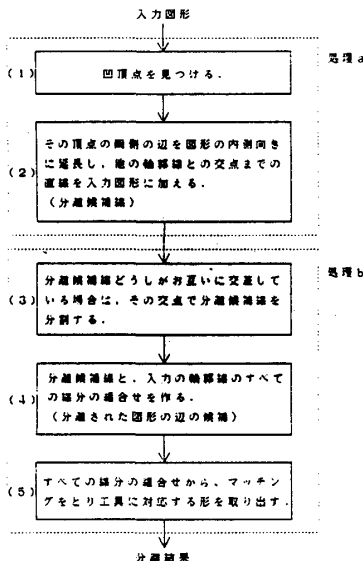 入力図形
処理a
(1)
凹頂点を見つける.
(2)
その頂点の両側の辺を図形の内側向き
に延長し,他の輪郭線との交点までの
直線を入力図形に加える.
(分離候補線)
処理b
(3)
分離候補線どうしがお互いに交差して
いる場合は,その交点で分離候補線を
分割する.
(4)
分離候補線と,入力の輪郭線のすべて
の線分の組合せを作る.
(分離された図形の辺の候補)
(5)
すべての線分の組合せから、マッチン
グをとり工具に対応する形を取り出す.
分離結果